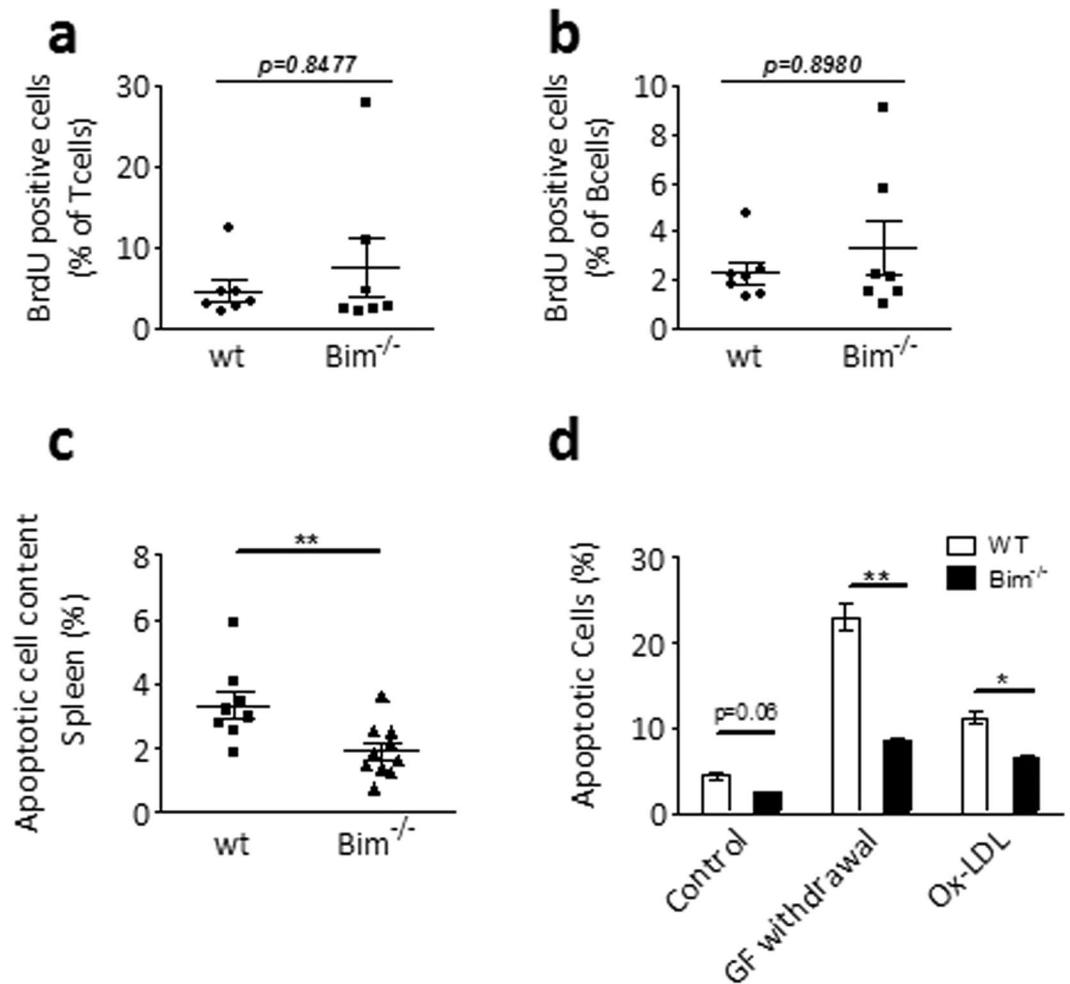 a
p=0.8477
BrdU positive cells
(% of Tcells)
30
20
10
0
wt
Bim-/-
b
p=0.8980
BrdU positive cells
(% of Bcells)
10
8
6
4
2
0
wt
Bim-/-
c
**
Apoptotic cell content
Spleen (%)
8
6
4
2
0
wt
Bim-/-
d
WT
Bim-/-
Apoptotic Cells (%)
30
20
10
0
p=0.06
**
*
Control
GF withdrawal
Ox-LDL